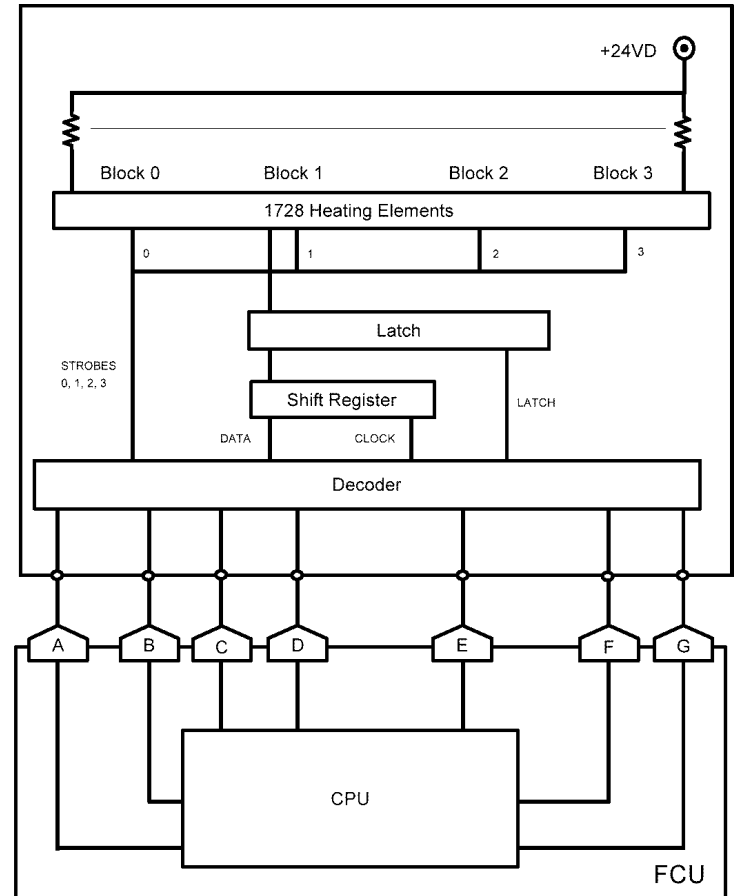 +24VD
Block 0 Block 1 Block 2 Block 3
1728 Heating Elements
0 1 2 3
Latch
STROBES
0, 1, 2, 3
Shift Register
LATCH
DATA CLOCK
Decoder
A B C D E F G
CPU
FCU